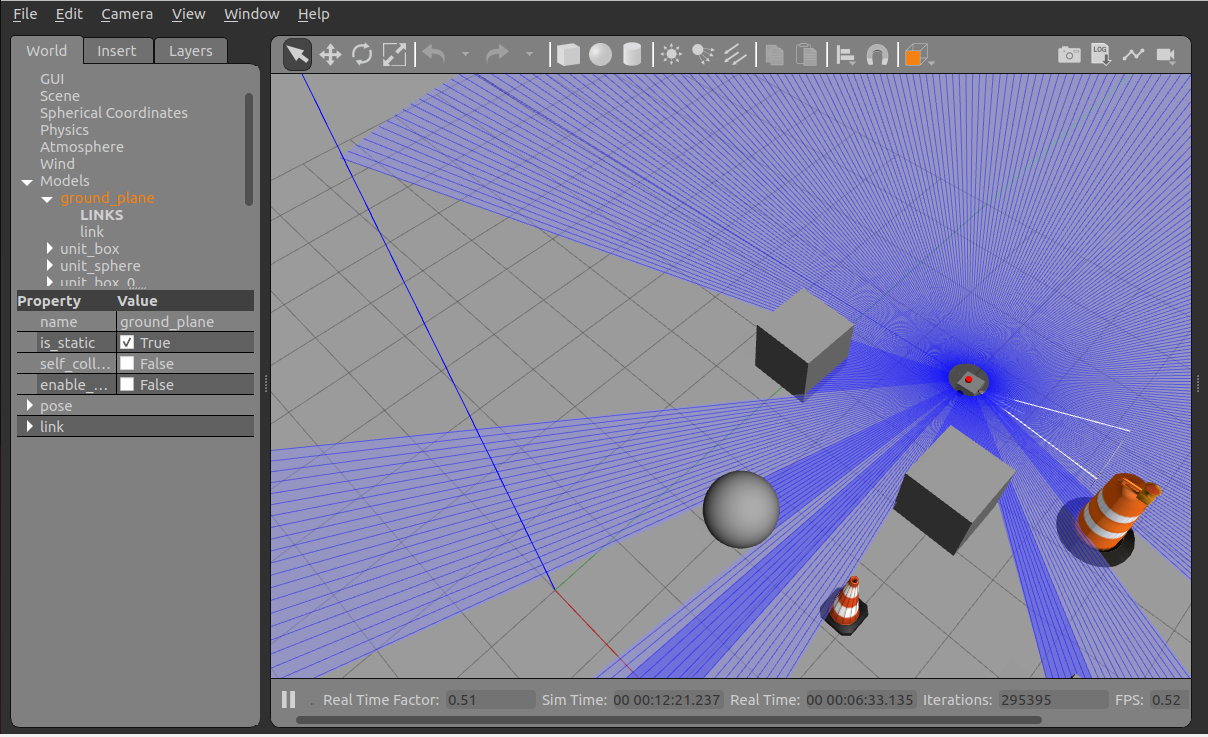 File Edit Camera View Window Help
World Insert Layers
LOG
GUI
Scene
Spherical Coordinates
Physics
Atmosphere
Wind
Models
ground_plane
LINKS
link
unit_box
unit_sphere
unit_box_0...
Property Value
name ground_plane
is_static True
self_coll... False
enable_... False
pose
link
Real Time Factor: 0.51 Sim Time: 00 00:12:21.237 Real Time: 00 00:06:33.135 Iterations: 295395 FPS: 0.52